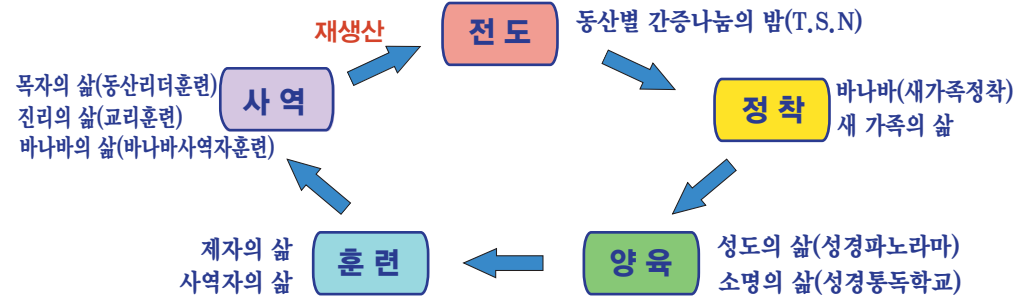 재생산
전 도
동산별 간증나눔의 밤(T.S.N)
정 착
바나바(새가족정착)
새 가족의 삶
양 육
성도의 삶(성경파노라마)
소명의 삶(성경통독학교)
훈 련
제자의 삶
사역자의 삶
사 역
목자의 삶(동산리더훈련)
진리의 삶(교리훈련)
바나바의 삶(바나바사역자훈련)